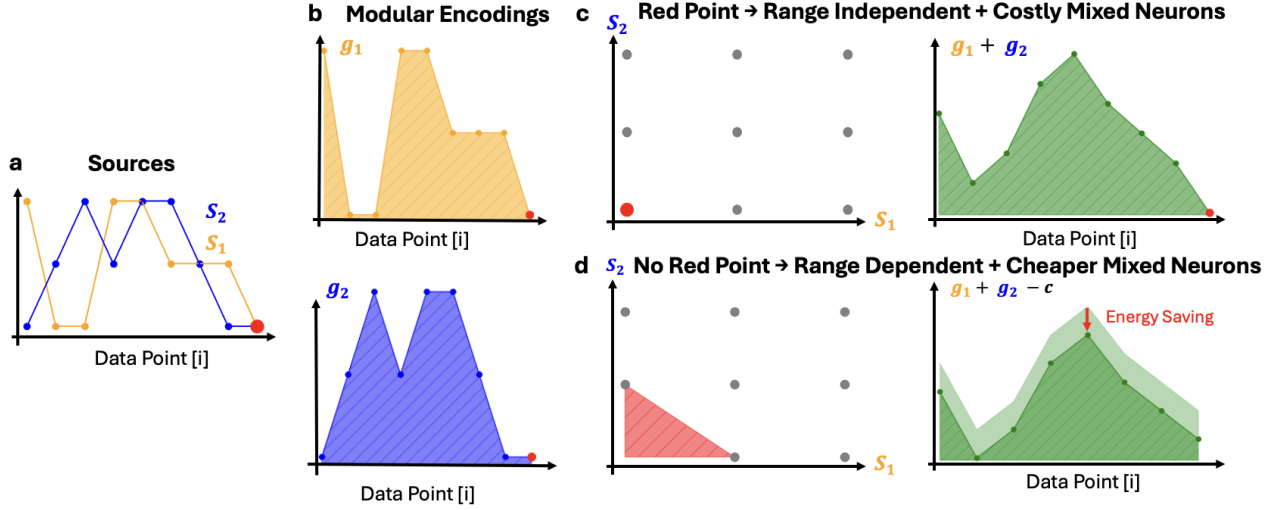 a
Sources
S₂
S₁
Data Point [i]
b
Modular Encodings
g₁
Data Point [i]
g₂
Data Point [i]
c
Red Point → Range Independent + Costly Mixed Neurons
S₂
S₁
g₁ + g₂
Data Point [i]
d
No Red Point → Range Dependent + Cheaper Mixed Neurons
S₂
S₁
g₁ + g₂ − c
Energy Saving
Data Point [i]